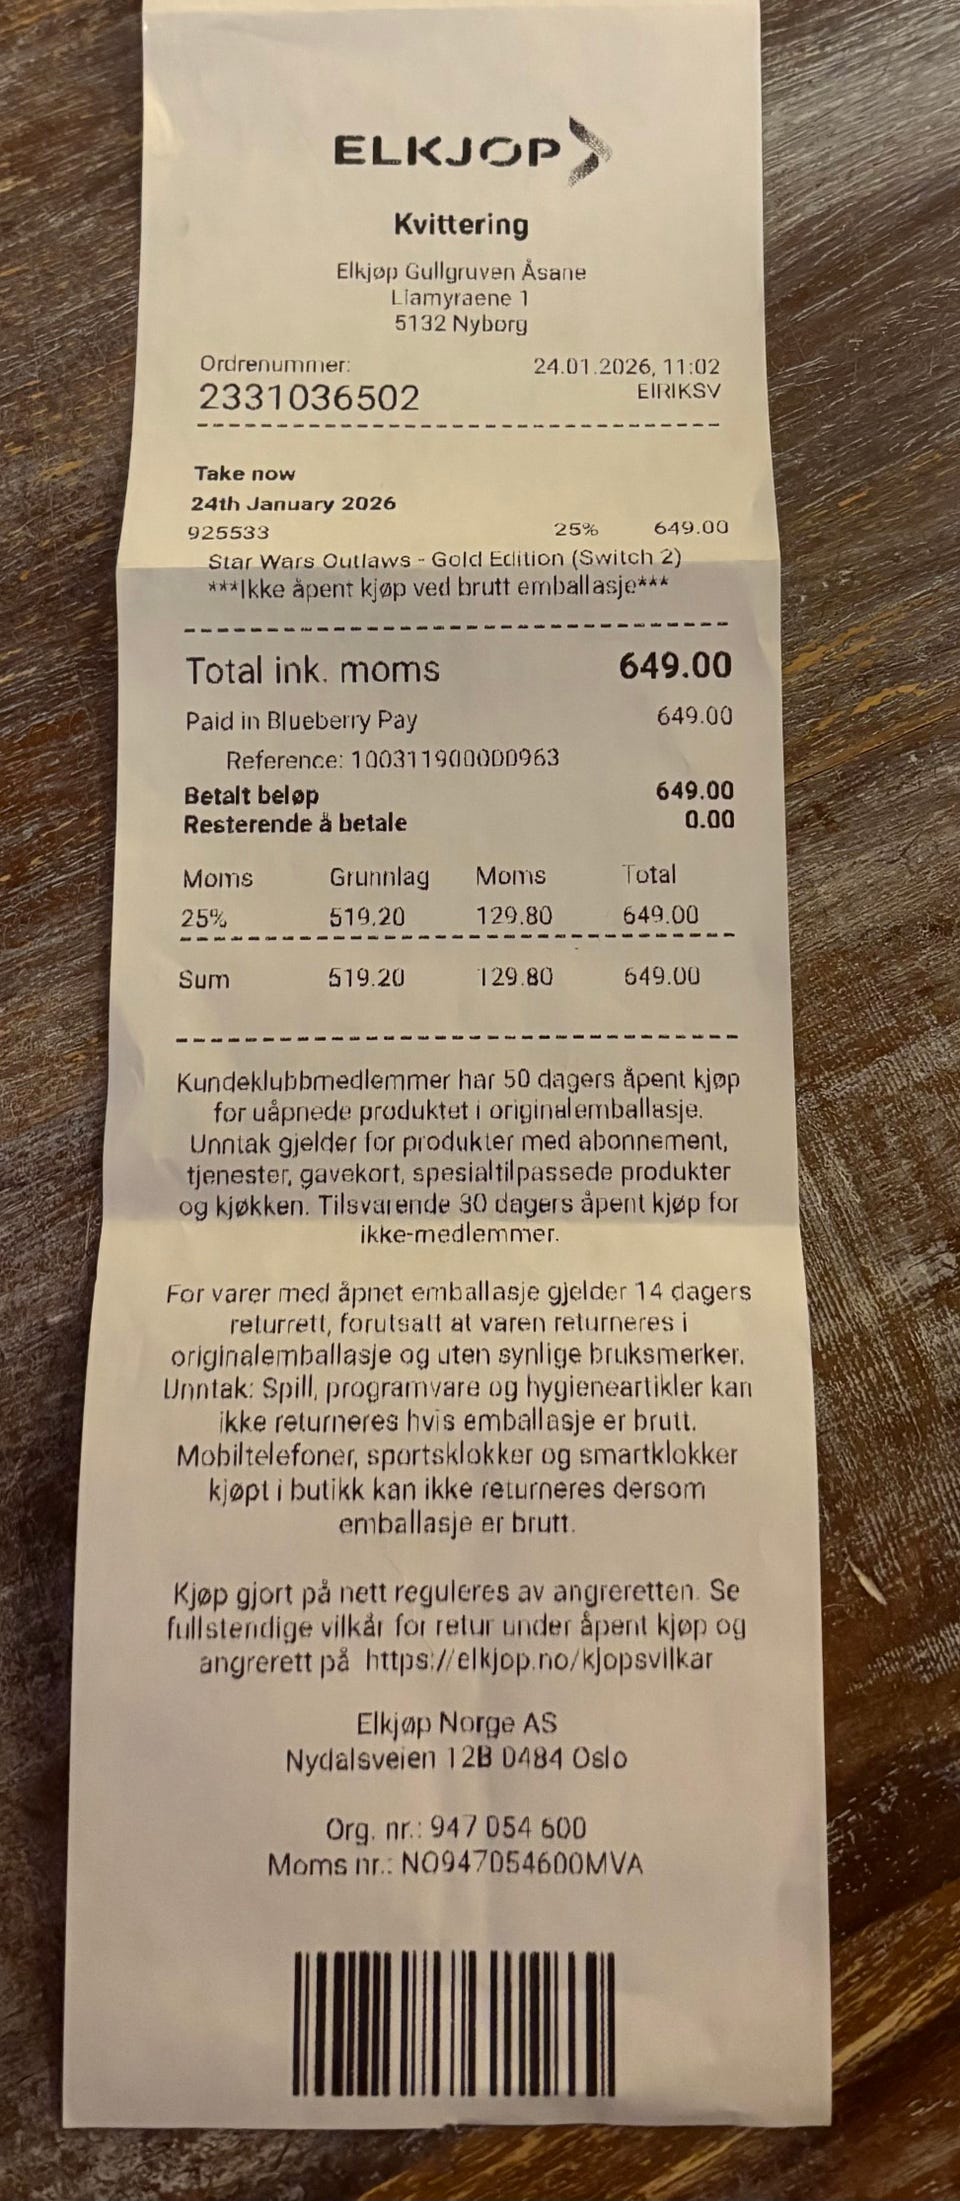 ELKJOP
Kvittering
Elkjøp Gullgruven Åsane
Liamyraene 1
5132 Nyborg
Ordrenummer: 24.01.2026, 11:02
2331036502 EIRIKSV
Take now
24th January 2026
925533 25% 649.00
Star Wars Outlaws - Gold Edition (Switch 2)
***Ikke åpent kjøp ved brutt emballasje***
Total ink. moms 649.00
Paid in Blueberry Pay 649.00
Reference: 100311900000963
Betalt beløp 649.00
Resterende å betale 0.00
Moms Grunnlag Moms Total
25% 519.20 129.80 649.00
Sum 519.20 129.80 649.00
Kundeklubbmedlemmer har 50 dagers åpent kjøp
for uåpnede produktet i originalemballasje.
Unntak gjelder for produkter med abonnement,
tjenester, gavekort, spesialtilpassede produkter
og kjøkken. Tilsvarende 30 dagers åpent kjøp for
ikke-medlemmer.
For varer med åpnet emballasje gjelder 14 dagers
returrett, forutsatt at varen returneres i
originalemballasje og uten synlige bruksmerker.
Unntak: Spill, programvare og hygieneartikler kan
ikke returneres hvis emballasje er brutt.
Mobiltelefoner, sportsklokker og smartklokker
kjøpt i butikk kan ikke returneres dersom
emballasje er brutt.
Kjøp gjort på nett reguleres av angreretten. Se
fullstendige vilkår for retur under åpent kjøp og
angrerett på https://elkjop.no/kjopsvilkar
Elkjøp Norge AS
Nydalsveien 12B 0484 Oslo
Org. nr.: 947 054 600
Moms nr.: NO947054600MVA